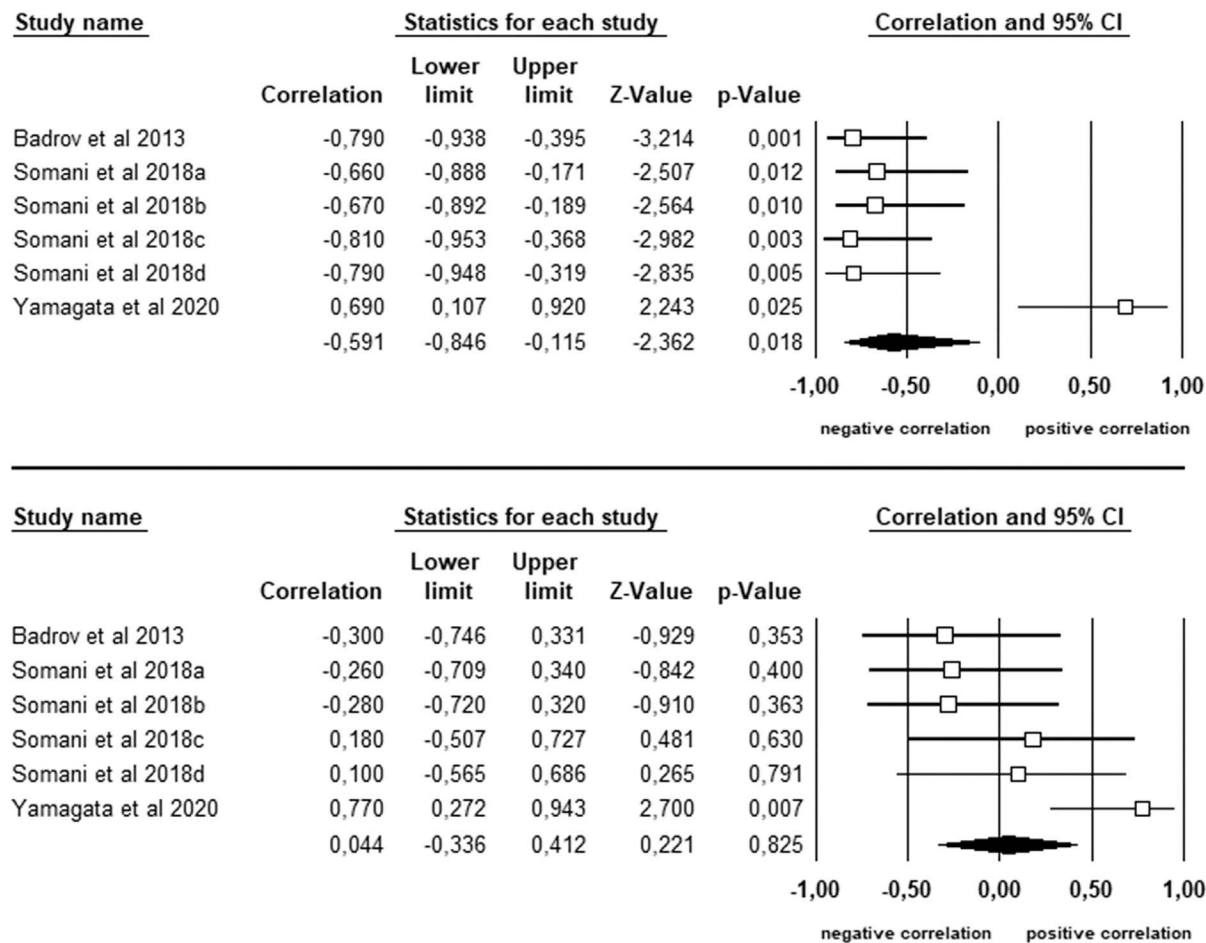 Study name Statistics for each study Correlation and 95% CI
Lower Upper
Correlation limit limit Z-Value p-Value
Badrov et al 2013 -0,790 -0,938 -0,395 -3,214 0,001
Somani et al 2018a -0,660 -0,888 -0,171 -2,507 0,012
Somani et al 2018b -0,670 -0,892 -0,189 -2,564 0,010
Somani et al 2018c -0,810 -0,953 -0,368 -2,982 0,003
Somani et al 2018d -0,790 -0,948 -0,319 -2,835 0,005
Yamagata et al 2020 0,690 0,107 0,920 2,243 0,025
-0,591 -0,846 -0,115 -2,362 0,018
-1,00 -0,50 0,00 0,50 1,00
negative correlation positive correlation
Study name Statistics for each study Correlation and 95% CI
Lower Upper
Correlation limit limit Z-Value p-Value
Badrov et al 2013 -0,300 -0,746 0,331 -0,929 0,353
Somani et al 2018a -0,260 -0,709 0,340 -0,842 0,400
Somani et al 2018b -0,280 -0,720 0,320 -0,910 0,363
Somani et al 2018c 0,180 -0,507 0,727 0,481 0,630
Somani et al 2018d 0,100 -0,565 0,686 0,265 0,791
Yamagata et al 2020 0,770 0,272 0,943 2,700 0,007
0,044 -0,336 0,412 0,221 0,825
-1,00 -0,50 0,00 0,50 1,00
negative correlation positive correlation